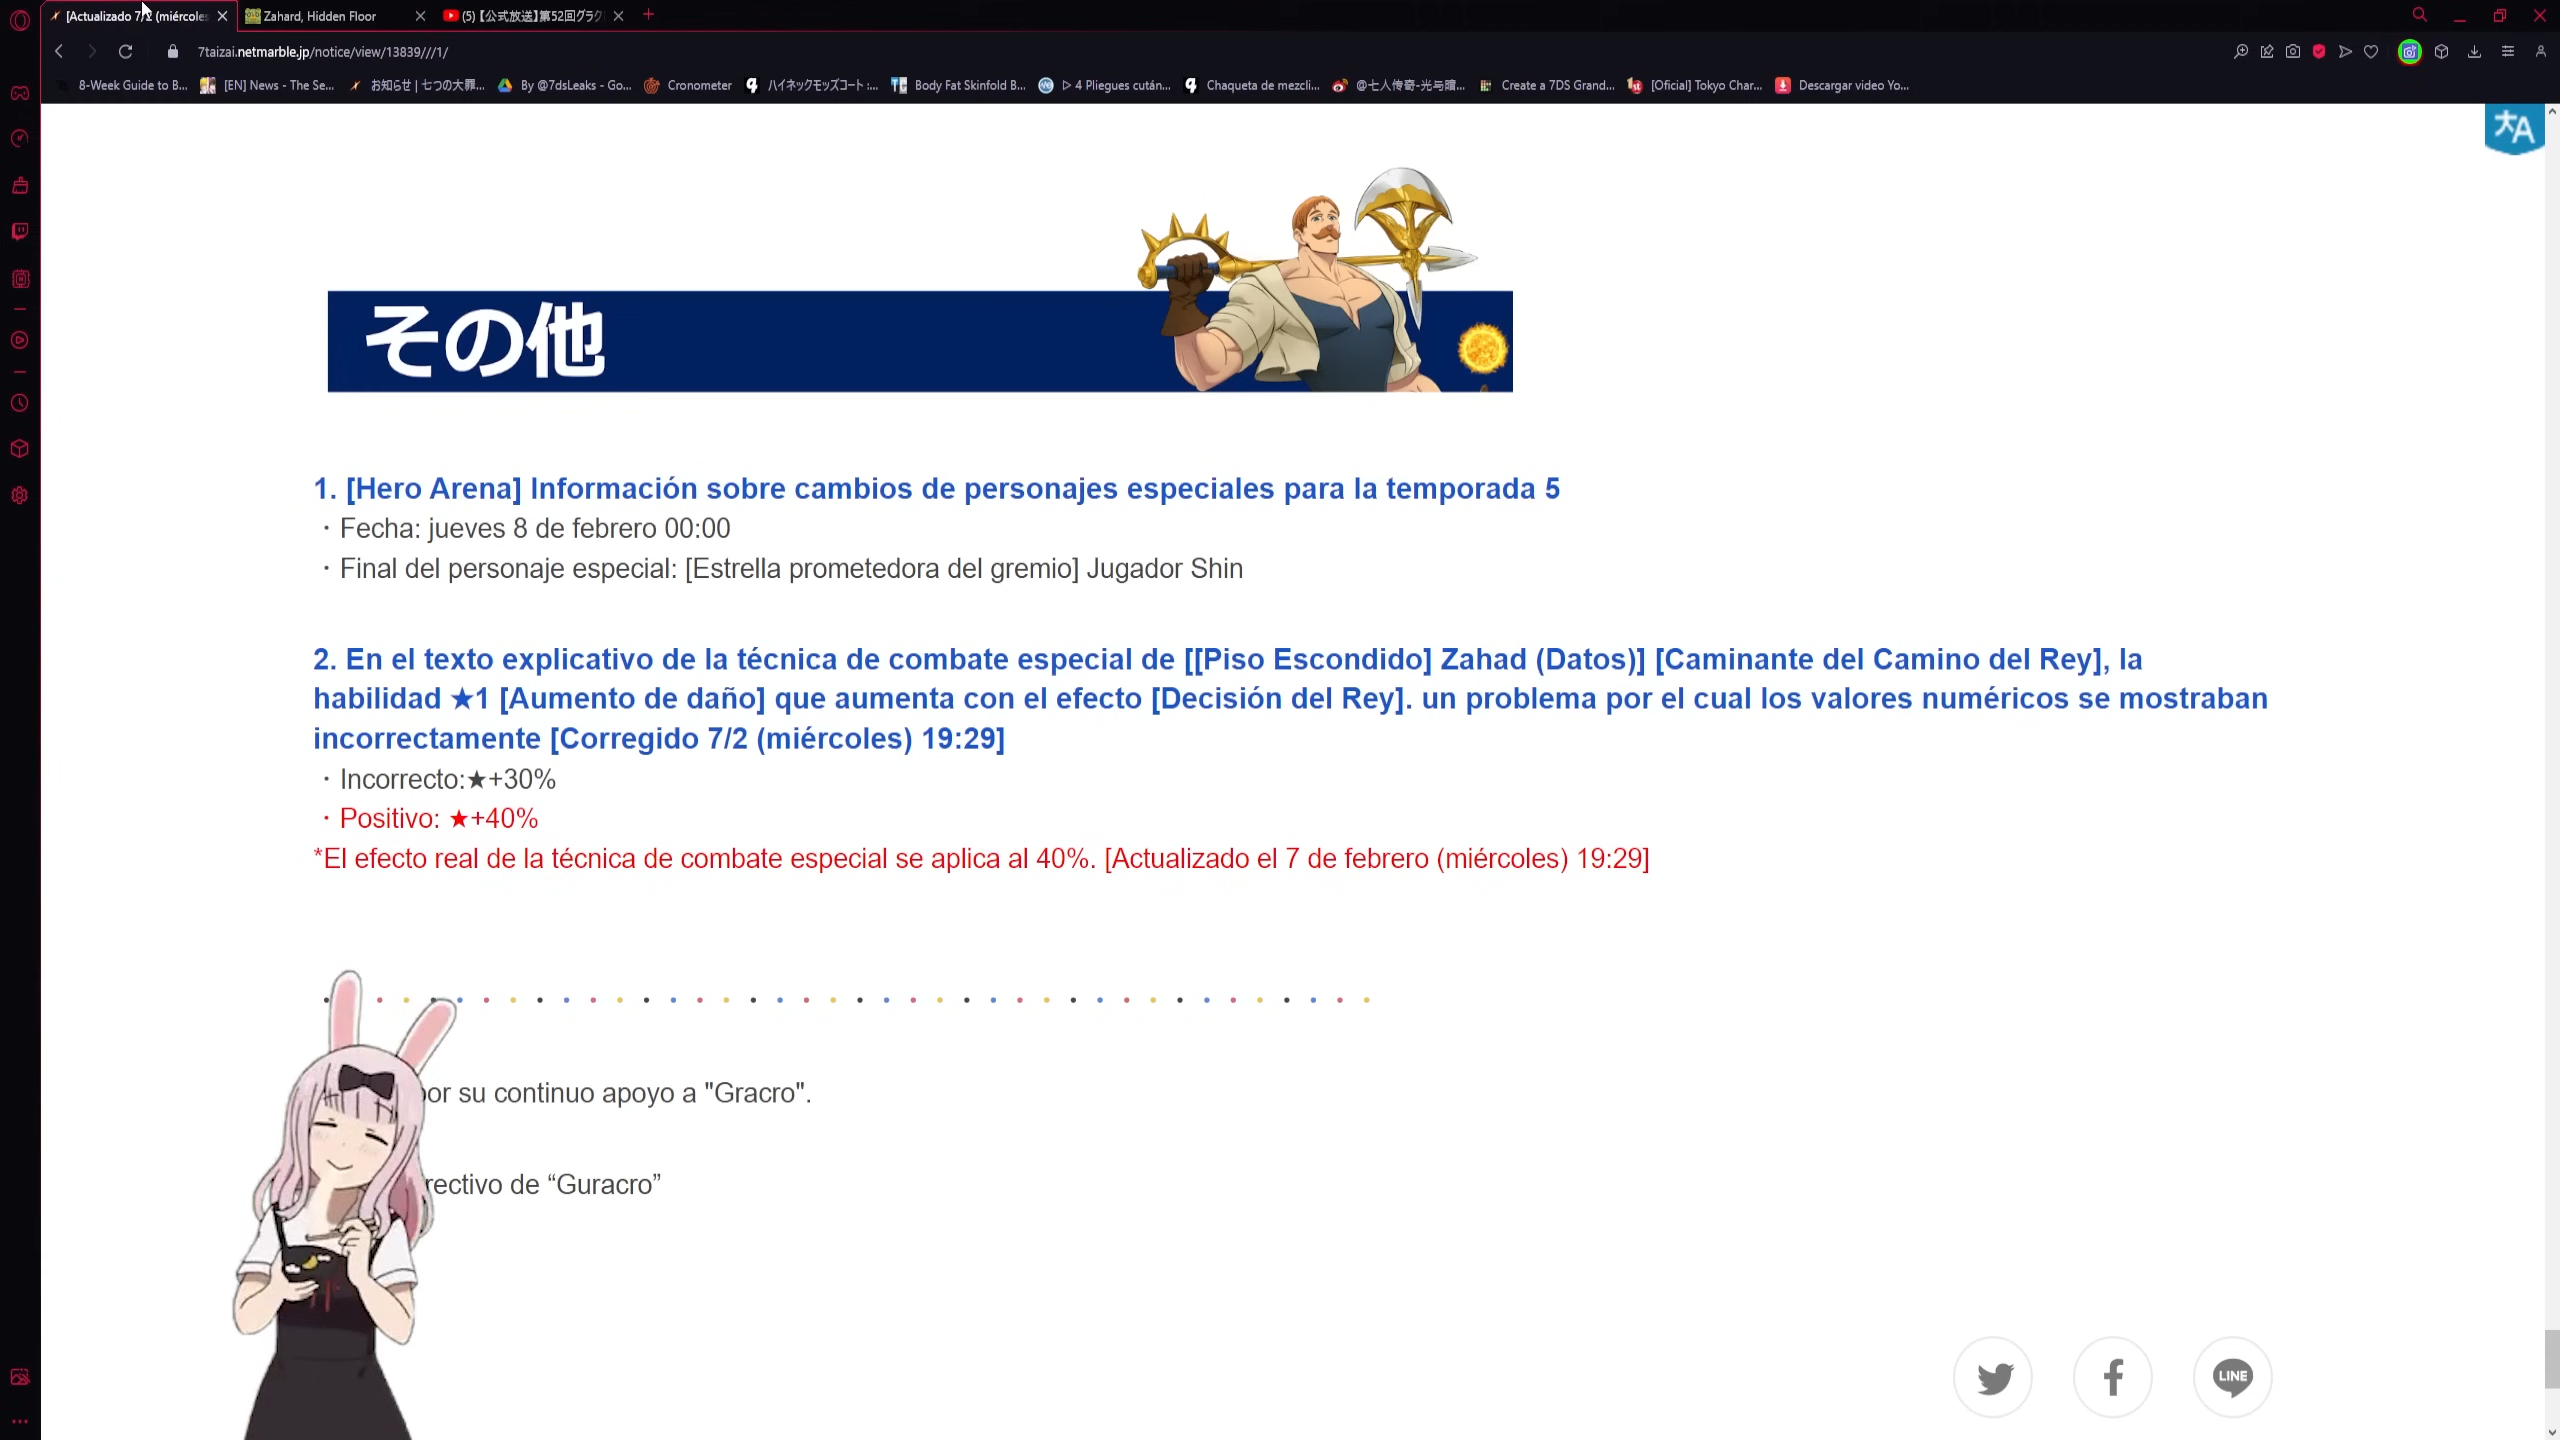 [Actualizado 7/2 (miércoles
Zahard, Hidden Floor
(5)【公式放送】第52回グラク
7taizai.netmarble.jp/notice/view/13839///1/
8-Week Guide to B...
[EN] News - The Se...
お知らせ | 七つの大罪...
By @7dsLeaks - Go...
Cronometer
ハイネックモッズコート :...
Body Fat Skinfold B...
▷ 4 Pliegues cután...
Chaqueta de mezcli...
@七人传奇-光与暗...
Create a 7DS Grand...
[Oficial] Tokyo Char...
Descargar video Yo...
その他
1. [Hero Arena] Información sobre cambios de personajes especiales para la temporada 5
・Fecha: jueves 8 de febrero 00:00
・Final del personaje especial: [Estrella prometedora del gremio] Jugador Shin
2. En el texto explicativo de la técnica de combate especial de [[Piso Escondido] Zahad (Datos)] [Caminante del Camino del Rey], la
habilidad ★1 [Aumento de daño] que aumenta con el efecto [Decisión del Rey]. un problema por el cual los valores numéricos se mostraban
incorrectamente [Corregido 7/2 (miércoles) 19:29]
・Incorrecto:★+30%
・Positivo: ★+40%
*El efecto real de la técnica de combate especial se aplica al 40%. [Actualizado el 7 de febrero (miércoles) 19:29]
por su continuo apoyo a "Gracro".
rectivo de “Guracro”
LINE